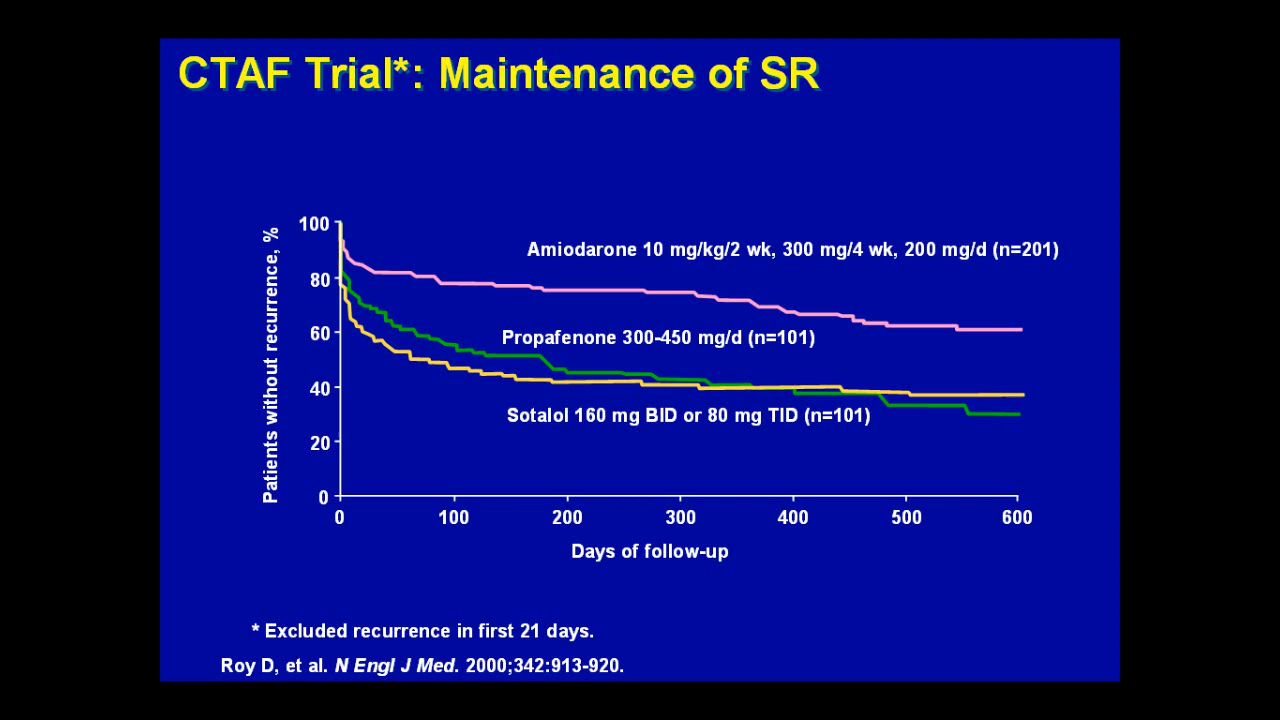 CTAF Trial*: Maintenance of SR
Patients without recurrence, %
100
80
60
40
20
0
Amiodarone 10 mg/kg/2 wk, 300 mg/4 wk, 200 mg/d (n=201)
Propafenone 300-450 mg/d (n=101)
Sotalol 160 mg BID or 80 mg TID (n=101)
0 100 200 300 400 500 600
Days of follow-up
* Excluded recurrence in first 21 days.
Roy D, et al. N Engl J Med. 2000;342:913-920.